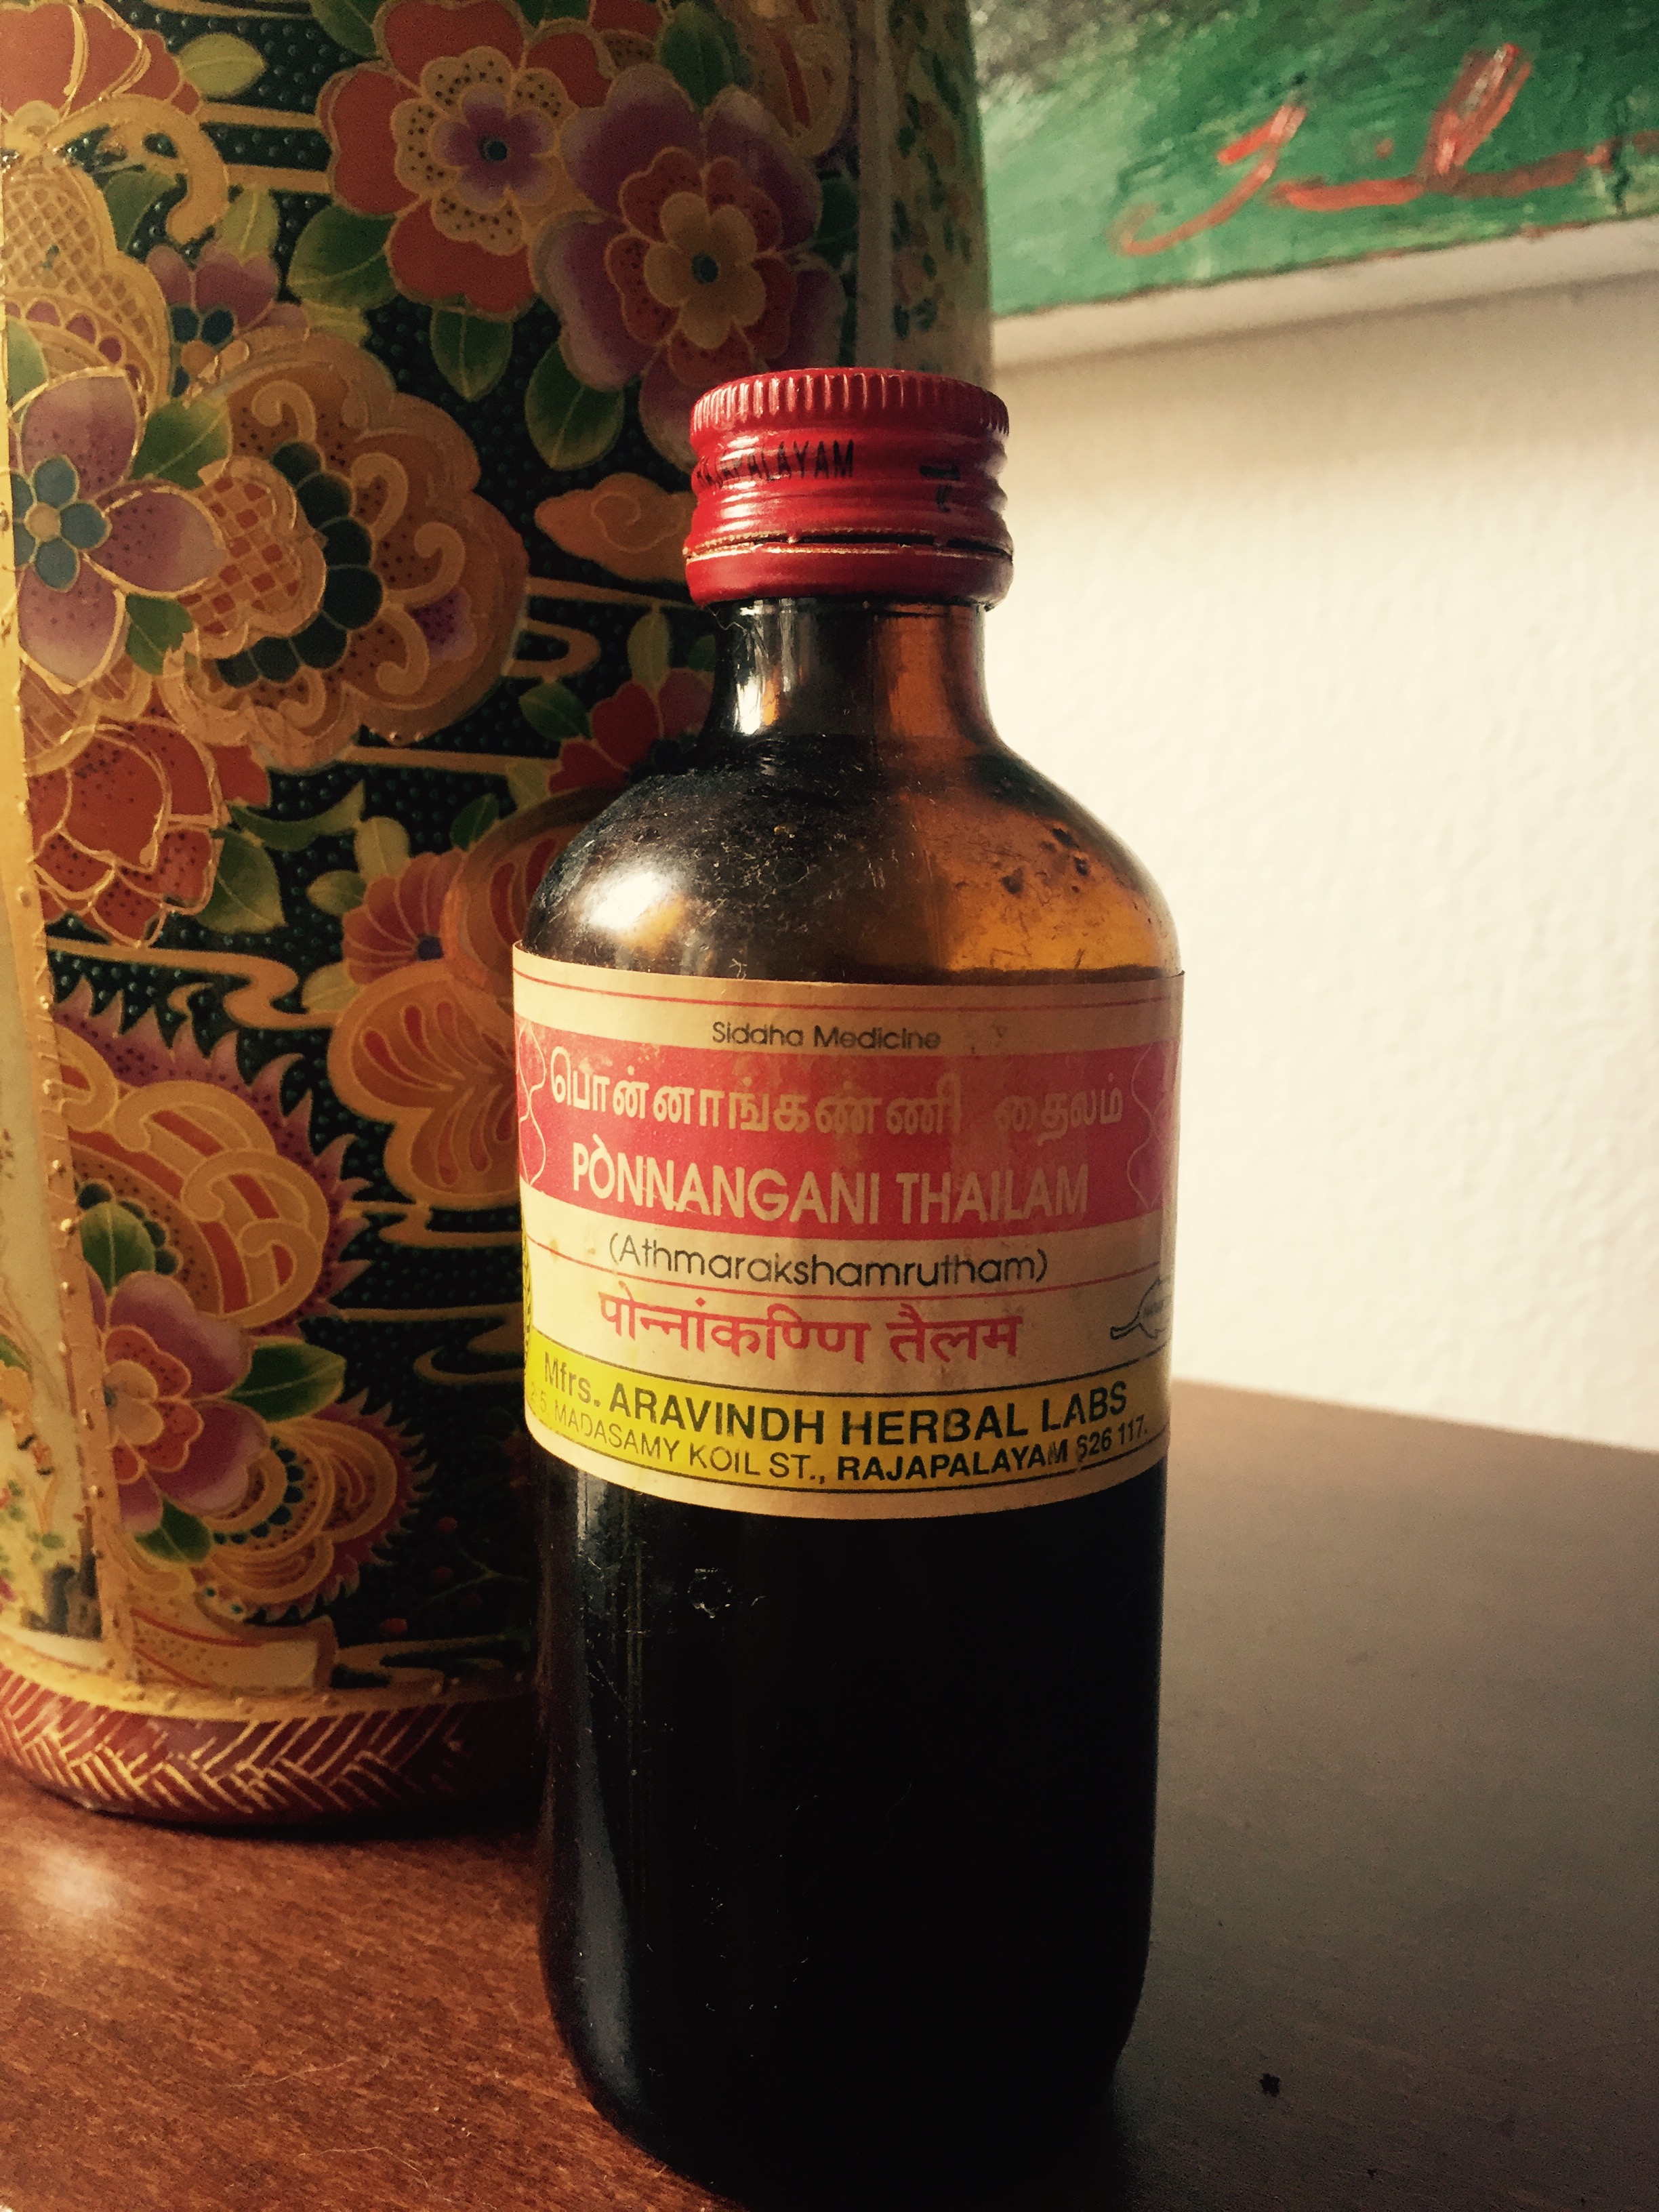 RAJAPALAYAM
Siddha Medicine
பொன்னாங்கண்ணி தைலம்
PONNANGANI THAILAM
(Athmarakshamrutham)
पोन्नांकण्णि तैलम
Mfrs. ARAVINDH HERBAL LABS
MADASAMY KOIL ST., RAJAPALAYAM 626 117.